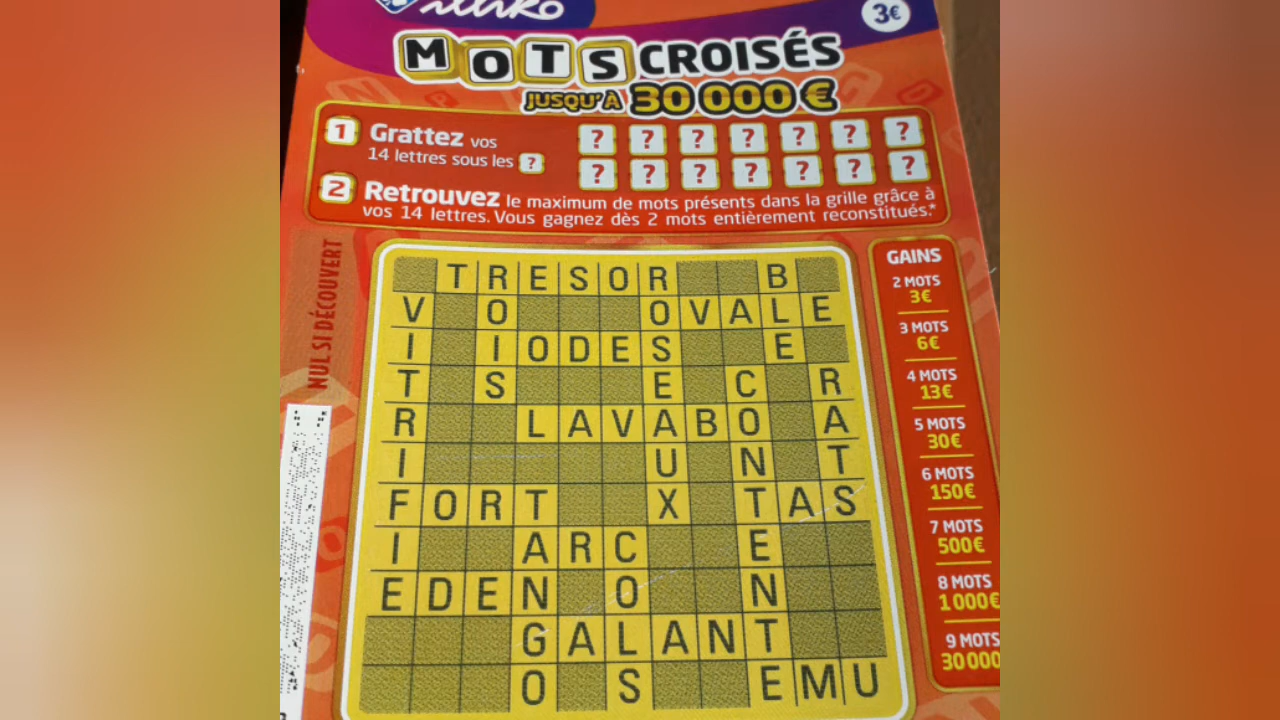 illiko
3€
MOTS CROISÉS
JUSQU'À 30 000 €
1 Grattez vos ? ? ? ? ? ? ?
14 lettres sous les ? ? ? ? ? ? ? ?
2 Retrouvez le maximum de mots présents dans la grille grâce à
vos 14 lettres. Vous gagnez dès 2 mots entièrement reconstitués.*
NUL SI DÉCOUVERT
TRESOR B
V O OVALE
I IODES E
T S E C R
R LAVABO A
I U N T
FORT X TAS
I ARC E
EDEN O N
GALANT
O S EMU
GAINS
2 MOTS
3€
3 MOTS
6€
4 MOTS
13€
5 MOTS
30€
6 MOTS
150€
7 MOTS
500€
8 MOTS
1 000€
9 MOTS
30 000